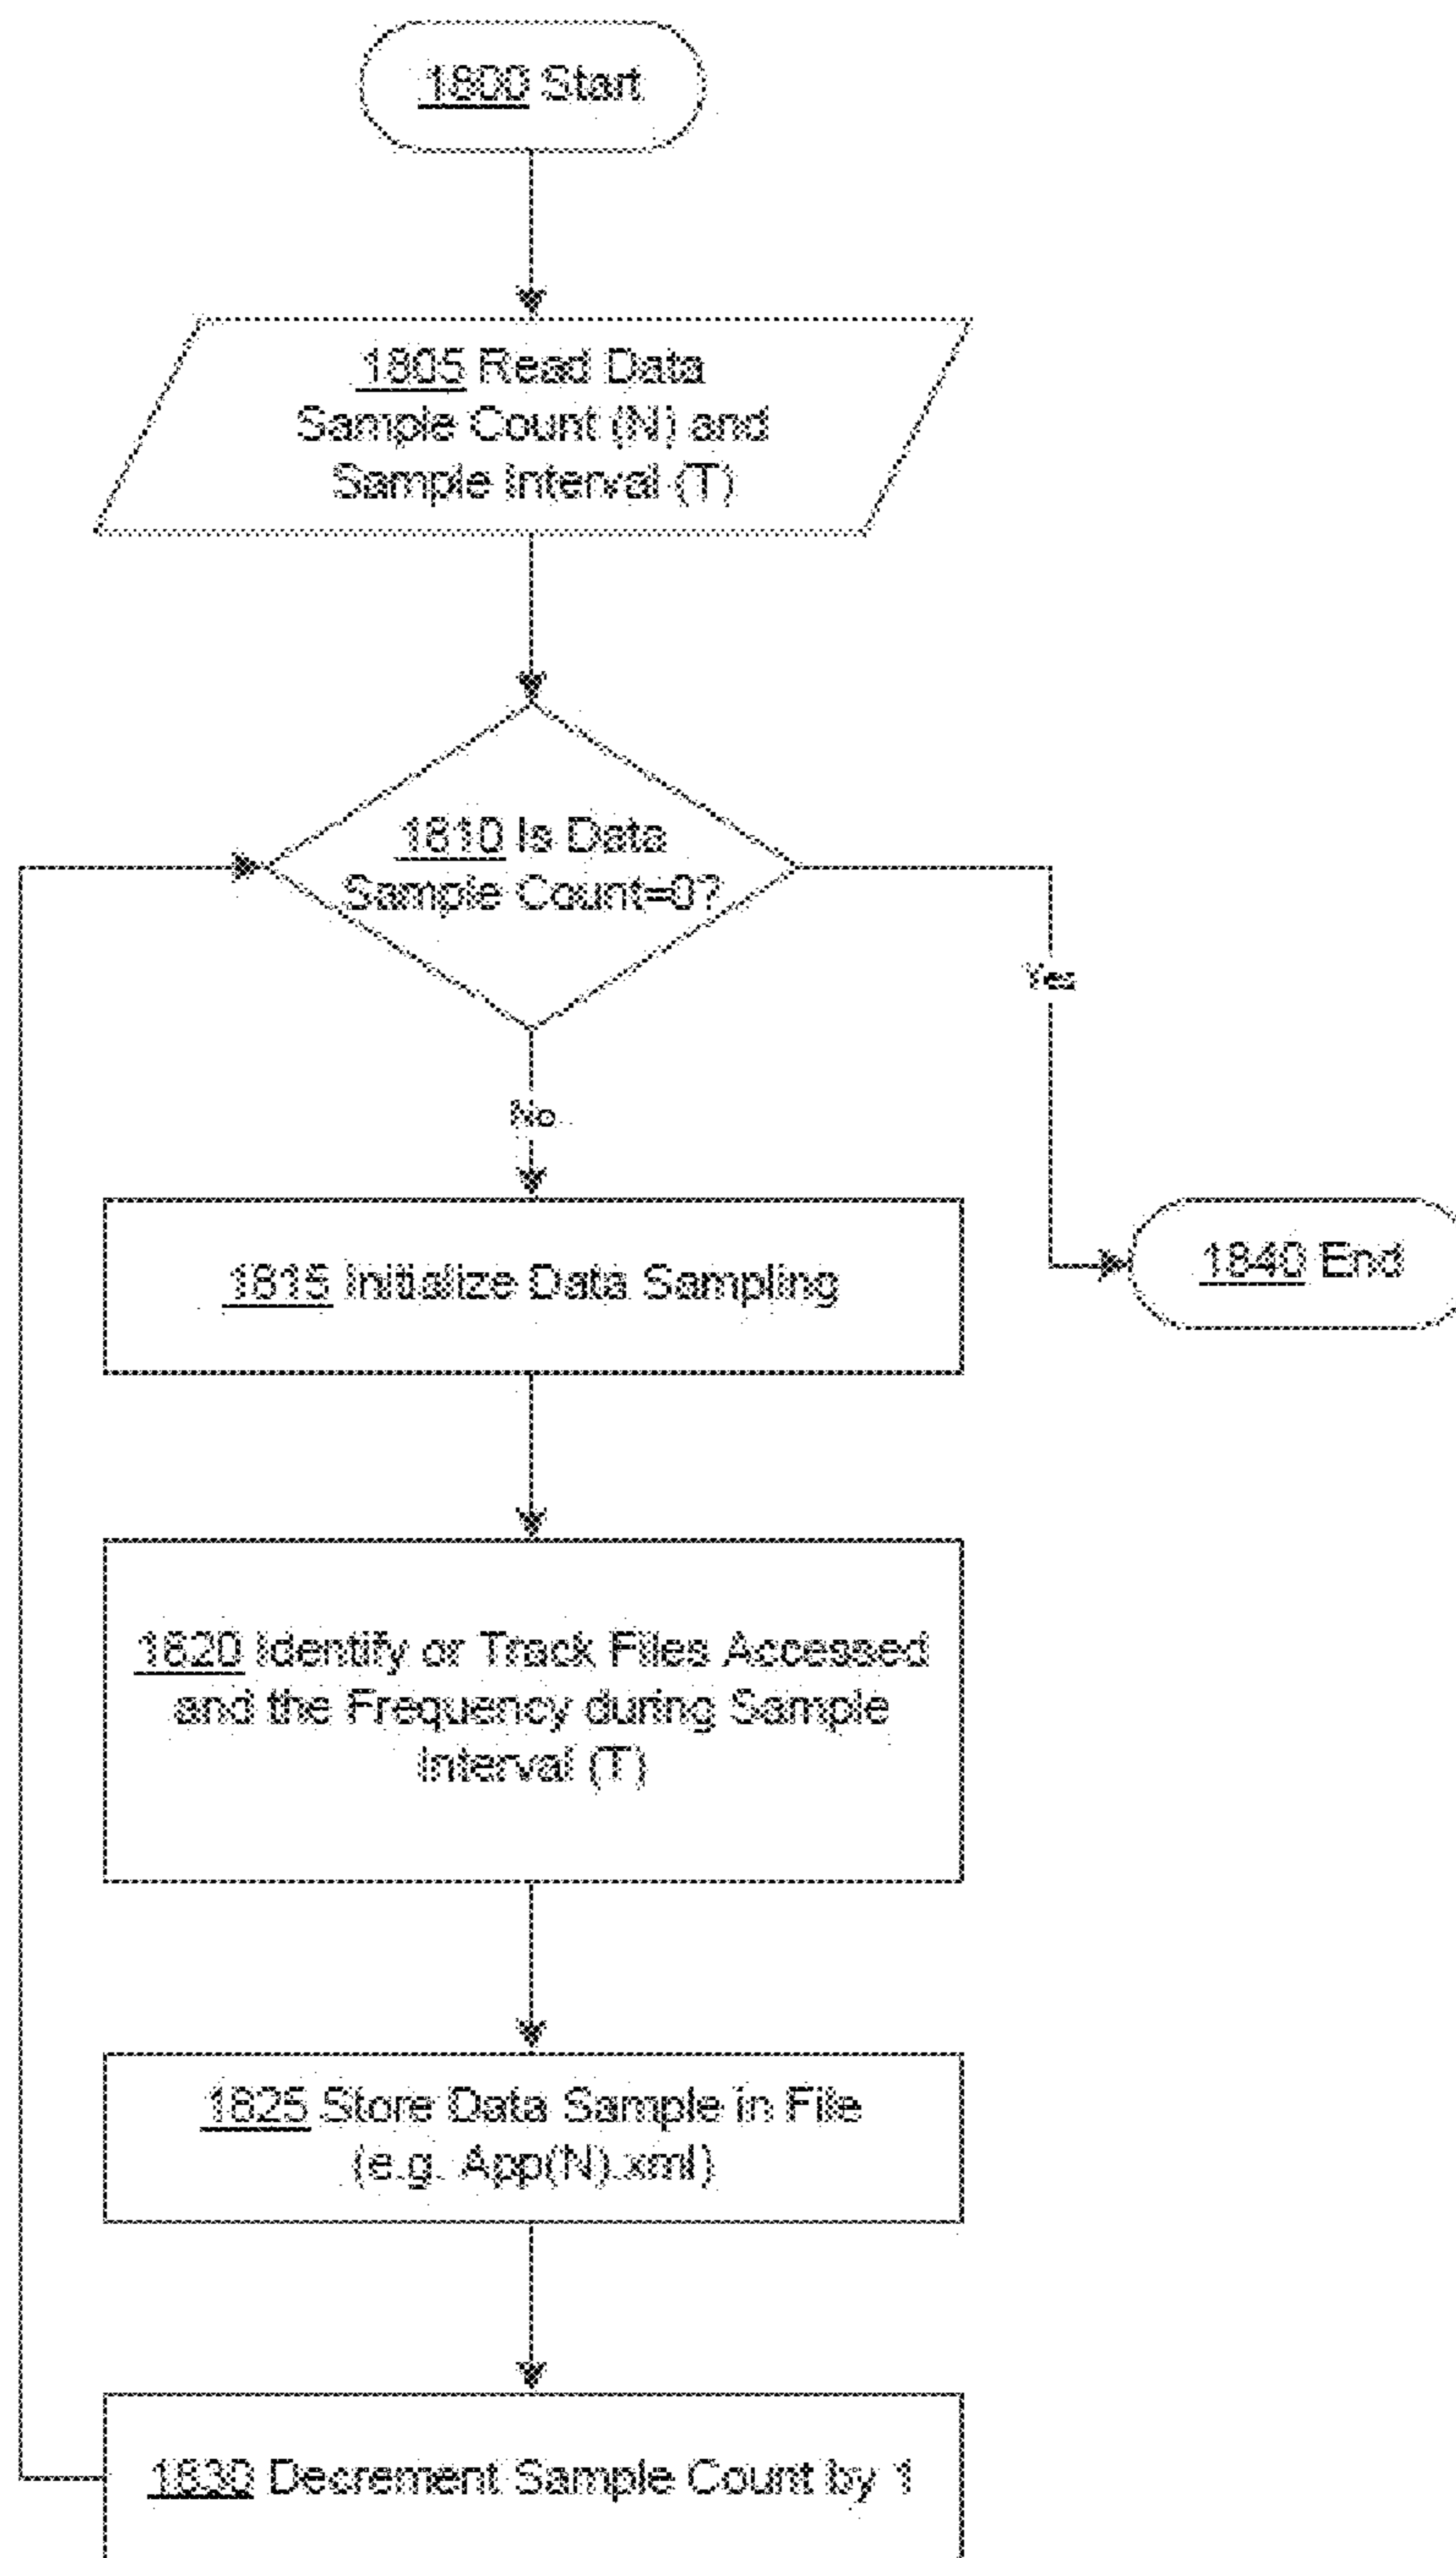 1800 Start
1805 Read Data
Sample Count (N) and
Sample Interval (T)
1810 Is Data
Sample Count=0?
Yes
No
1815 Initialize Data Sampling
1840 End
1820 Identify or Track Files Accessed
and the Frequency during Sample
Interval (T)
1825 Store Data Sample in File
(e.g. App(N).xml)
1830 Decrement Sample Count by 1